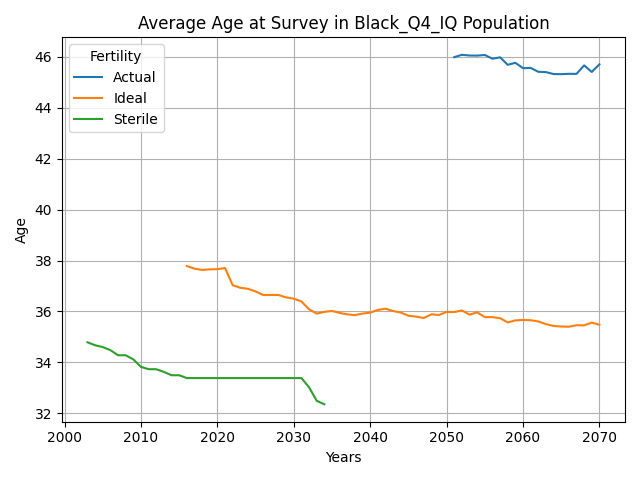 Average Age at Survey in Black_Q4_IQ Population
Fertility
Actual
Ideal
Sterile
46
44
42
40
38
36
34
32
Age
2000
2010
2020
2030
2040
2050
2060
2070
Years